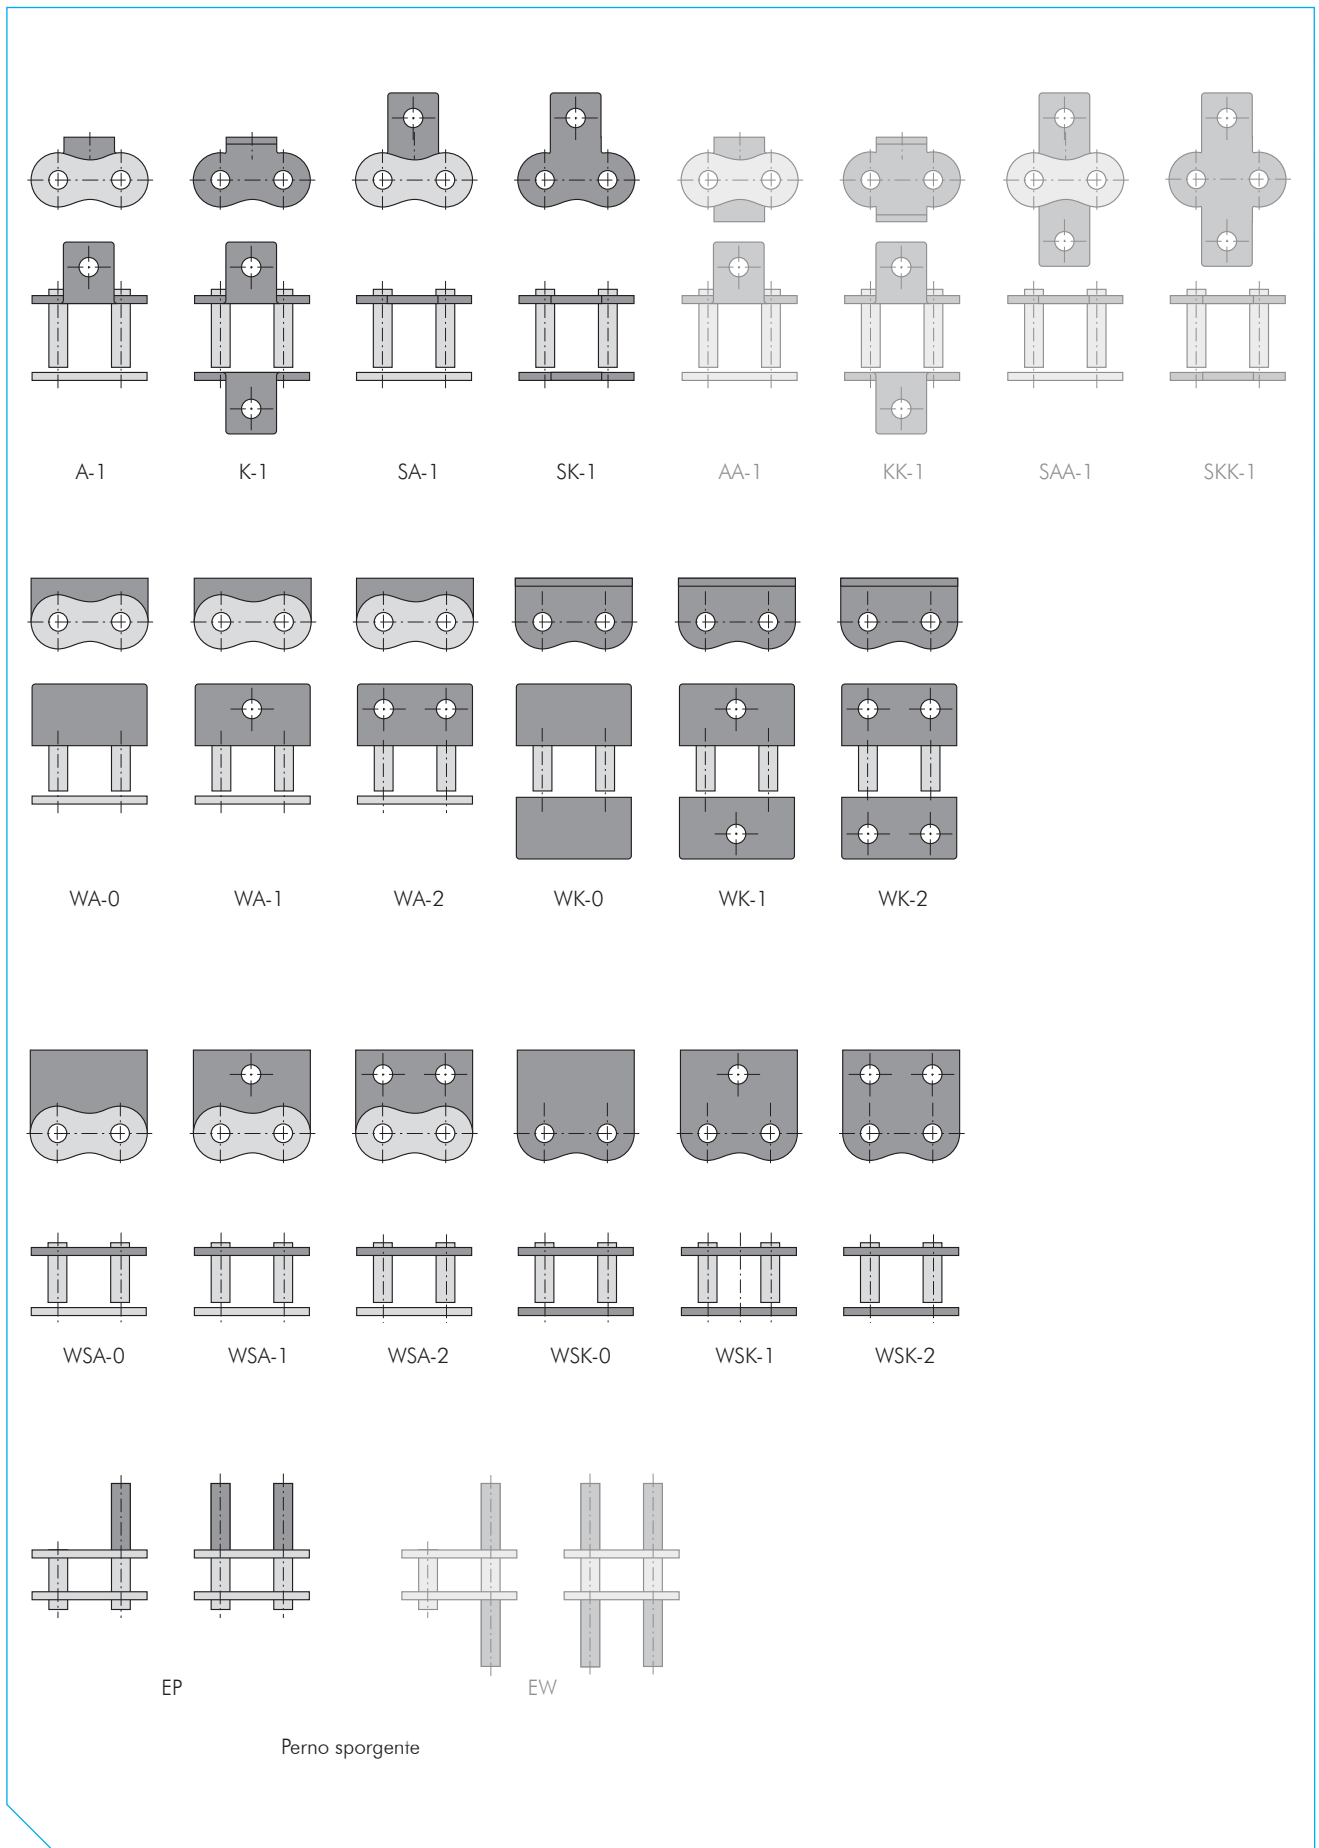 A-1 K-1 SA-1 SK-1 AA-1 KK-1 SAA-1 SKK-1
WA-0 WA-1 WA-2 WK-0 WK-1 WK-2
WSA-0 WSA-1 WSA-2 WSK-0 WSK-1 WSK-2
EP EW
Perno sporgente